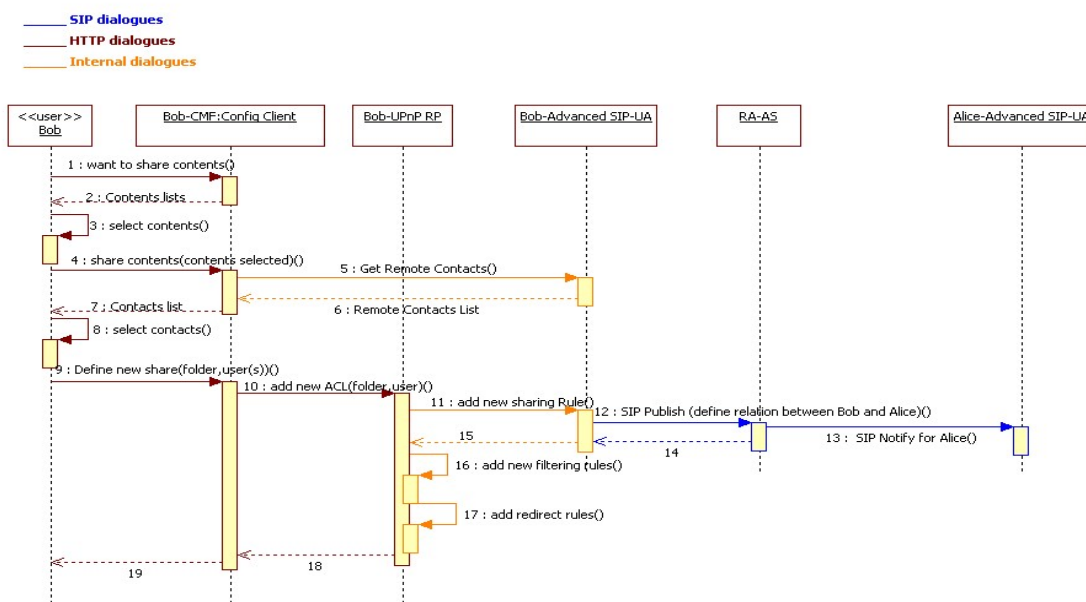 SIP dialogues
HTTP dialogues
Internal dialogues
<<user>>
Bob
Bob-CMF:Config Client
Bob-UPnP RP
Bob-Advanced SIP-UA
RA-AS
Alice-Advanced SIP-UA
1 : want to share contents()
2 : Contents lists
3 : select contents()
4 : share contents(contents selected)()
5 : Get Remote Contacts()
6 : Remote Contacts List
7 : Contacts list
8 : select contacts()
9 : Define new share(folder,user(s))()
10 : add new ACL(folder,user)()
11 : add new sharing Rule()
12 : SIP Publish (define relation between Bob and Alice)()
13 : SIP Notify for Alice()
14
15
16 : add new filtering rules()
17 : add redirect rules()
18
19